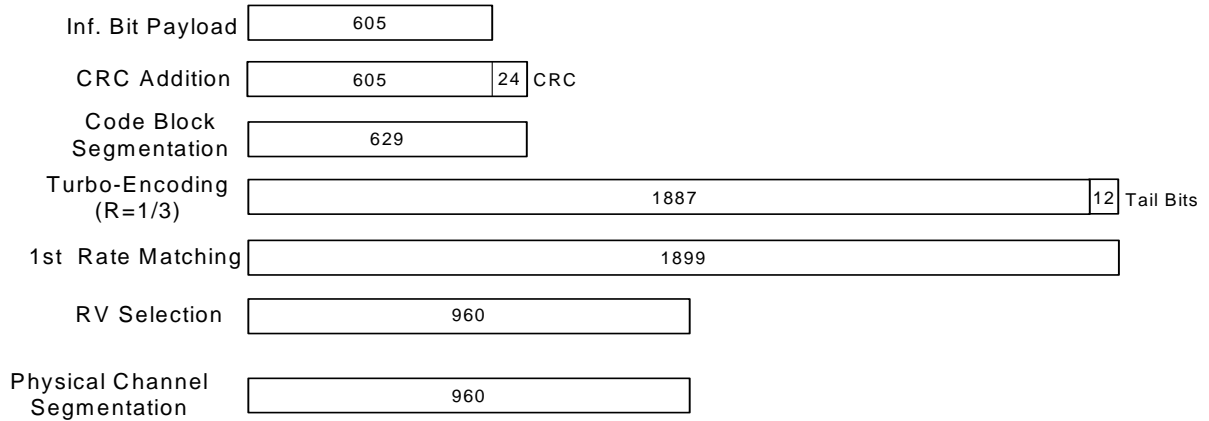 Inf. Bit Payload 605
CRC Addition 605 24 CRC
Code Block
Segmentation 629
Turbo-Encoding
(R=1/3) 1887 12 Tail Bits
1st Rate Matching 1899
RV Selection 960
Physical Channel
Segmentation 960